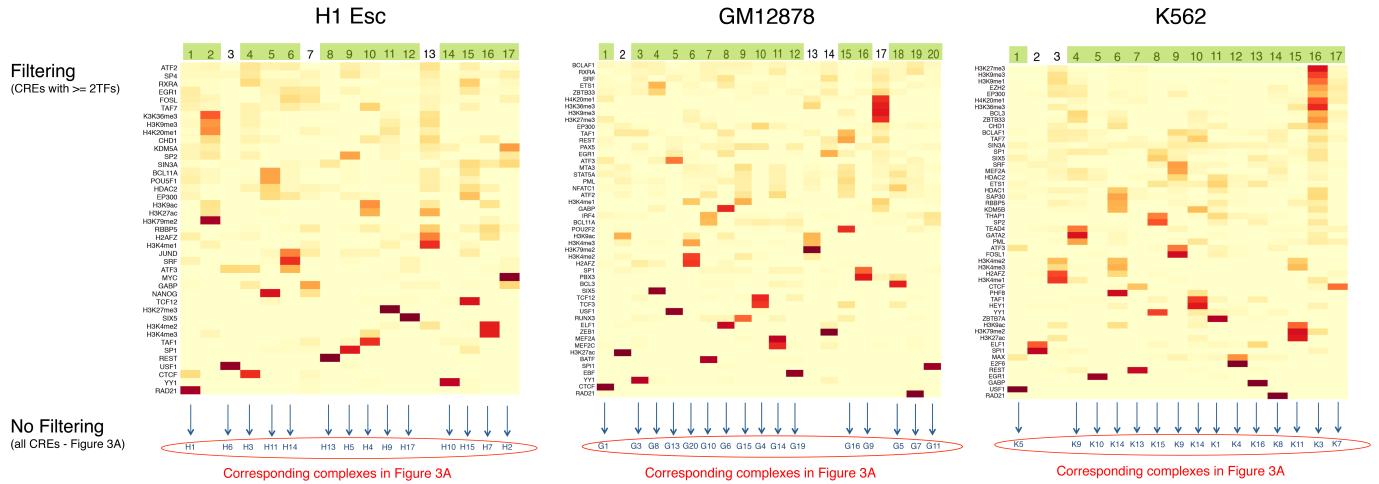 H1 Esc
GM12878
K562
Filtering
(CREs with >= 2TFs)
1 2 3 4 5 6 7 8 9 10 11 12 13 14 15 16 17
ATF2
SP4
RXRA
EGR1
FOSL
TAF7
K3K36me3
H3K9me3
H4K20me1
CHD1
KDM5A
SP2
SIN3A
BCL11A
POU5F1
HDAC2
EP300
H3K9ac
H3K27ac
H3K79me2
RBBP5
H2AFZ
H3K4me1
JUND
SRF
ATF3
MYC
GABP
NANOG
TCF12
H3K27me3
SIX5
H3K4me2
H3K4me3
TAF1
SP1
REST
USF1
CTCF
YY1
RAD21
1 2 3 4 5 6 7 8 9 10 11 12 13 14 15 16 17 18 19 20
BCLAF1
RXRA
SRF
ETS1
ZBTB33
H4K20me1
H3K36me3
H3K9me3
H3K27me3
EP300
TAF1
REST
PAX5
EGR1
ATF3
MTA3
STAT5A
PML
NFATC1
ATF2
H3K4me1
GABP
IRF4
BCL11A
POU2F2
H3K9ac
H3K4me3
H3K79me2
H3K4me2
H2AFZ
SP1
PBX3
BCL3
SIX5
TCF12
TCF3
USF1
RUNX3
ELF1
ZEB1
MEF2A
MEF2C
H3K27ac
BATF
SPI1
EBF
YY1
CTCF
RAD21
1 2 3 4 5 6 7 8 9 10 11 12 13 14 15 16 17
H3K27me3
H3K9me3
H3K9me1
EZH2
EP300
H4K20me1
H3K36me3
BCL3
ZBTB33
CHD1
BCLAF1
TAF7
SIN3A
SP1
SIX5
SRF
MEF2A
HDAC2
ETS1
HDAC1
SAP30
RBBP5
KDM5B
THAP1
SP2
TEAD4
GATA2
PML
ATF3
FOSL1
H3K4me2
H3K4me3
H2AFZ
H3K4me1
CTCF
PHF8
TAF1
HEY1
YY1
ZBTB7A
H3K9ac
H3K79me2
H3K27ac
ELF1
SPI1
MAX
E2F6
REST
EGR1
GABP
USF1
RAD21
No Filtering
(all CREs - Figure 3A)
H1 H6 H3 H11 H14 H13 H5 H4 H9 H17 H10 H15 H7 H2
G1 G3 G8 G13 G20 G10 G6 G15 G4 G14 G19 G16 G9 G5 G7 G11
K5 K9 K10 K14 K13 K15 K9 K14 K1 K4 K16 K8 K11 K3 K7
Corresponding complexes in Figure 3A
Corresponding complexes in Figure 3A
Corresponding complexes in Figure 3A